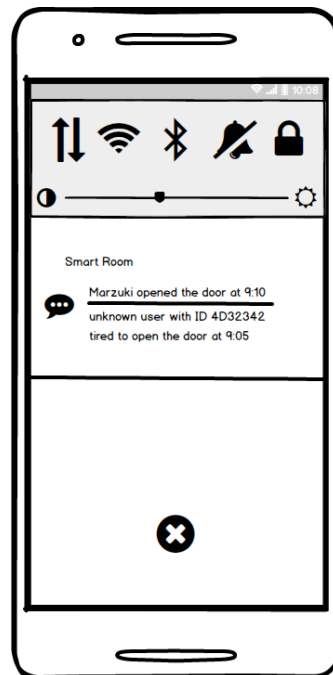 10:08
Smart Room
Marzuki opened the door at 9:10
unknown user with ID 4D32342
tired to open the door at 9:05